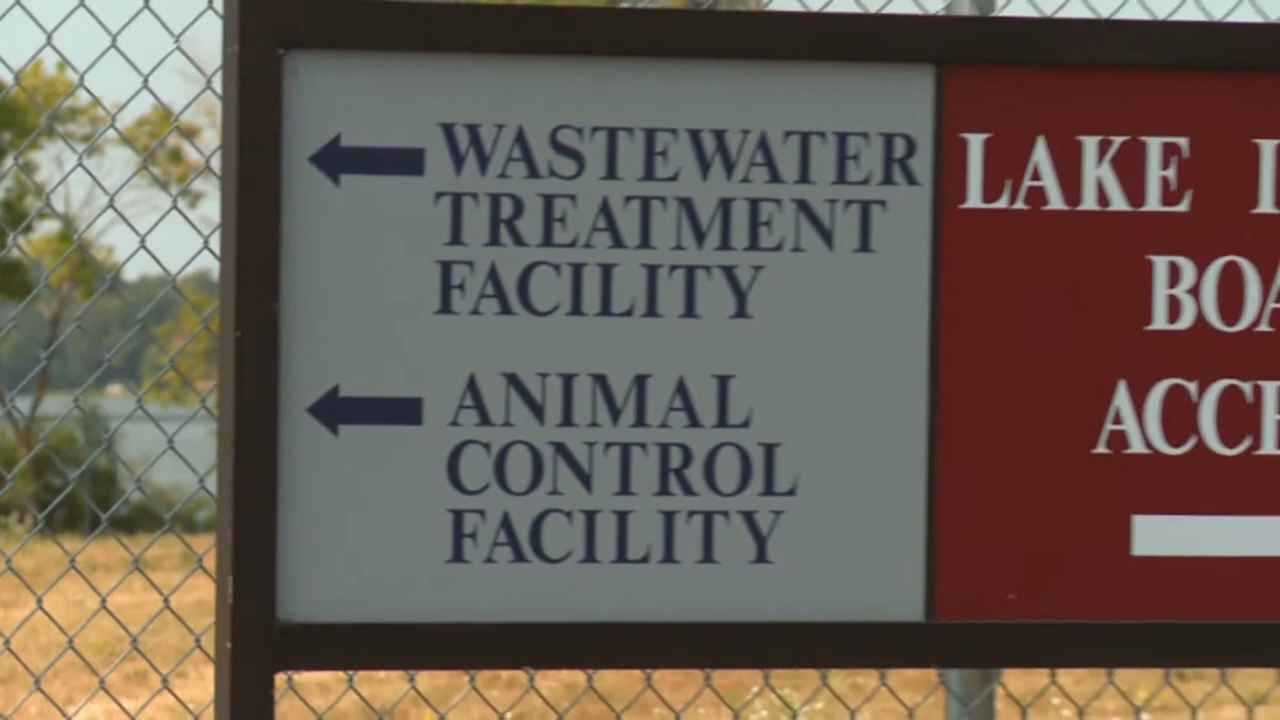 WASTEWATER
TREATMENT
FACILITY
ANIMAL
CONTROL
FACILITY
LAKE